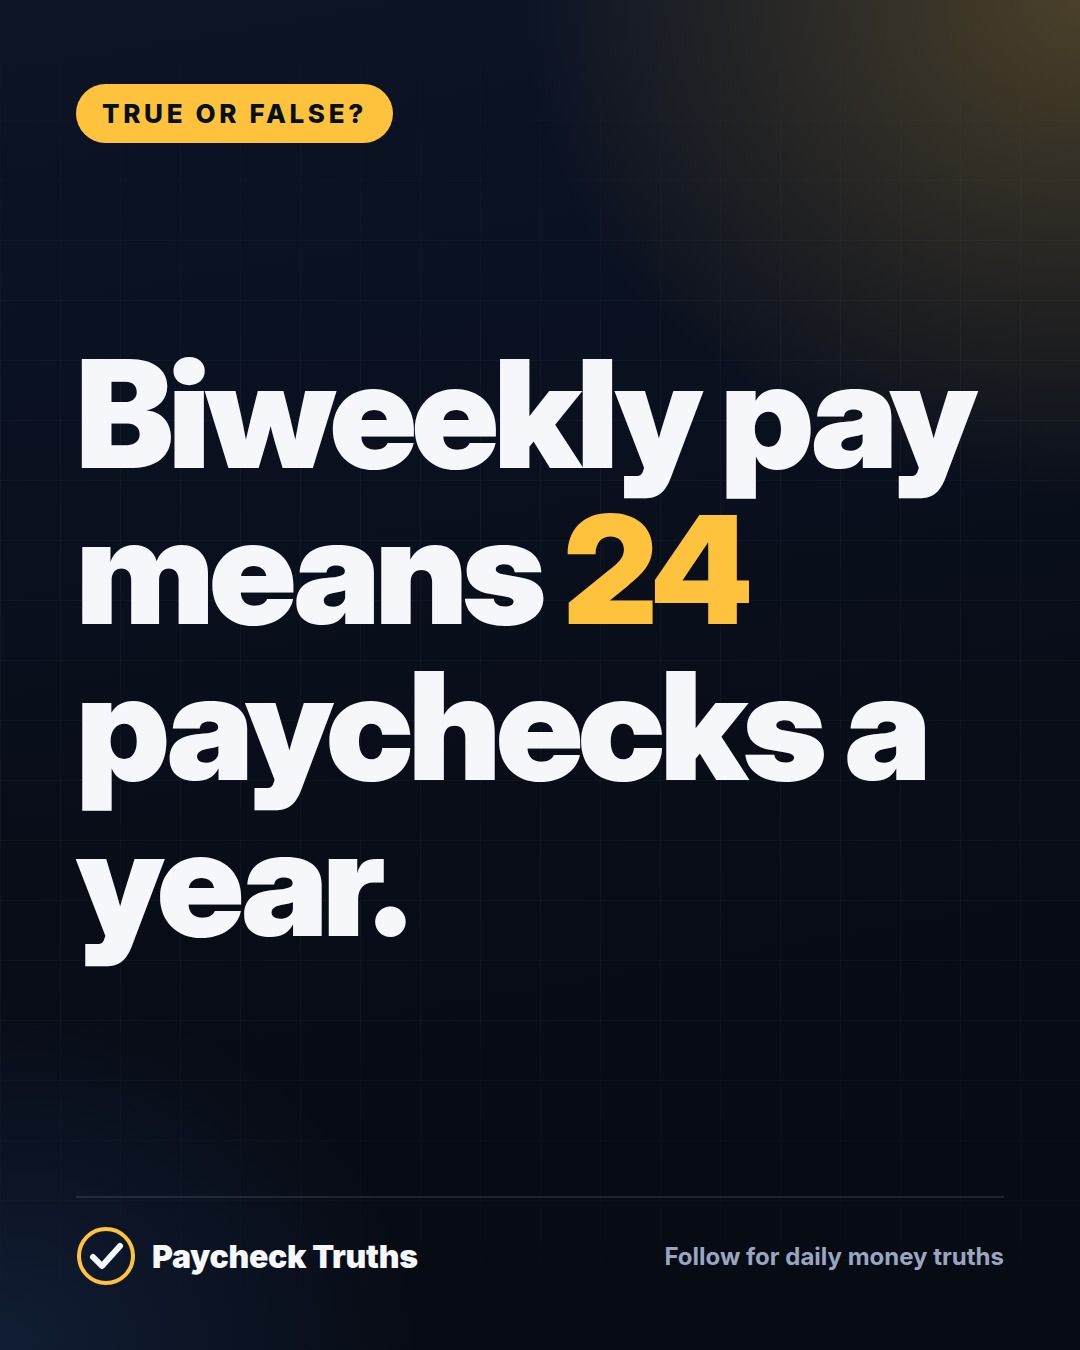 TRUE OR FALSE?
Biweekly pay
means 24
paychecks a
year.
Paycheck Truths
Follow for daily money truths